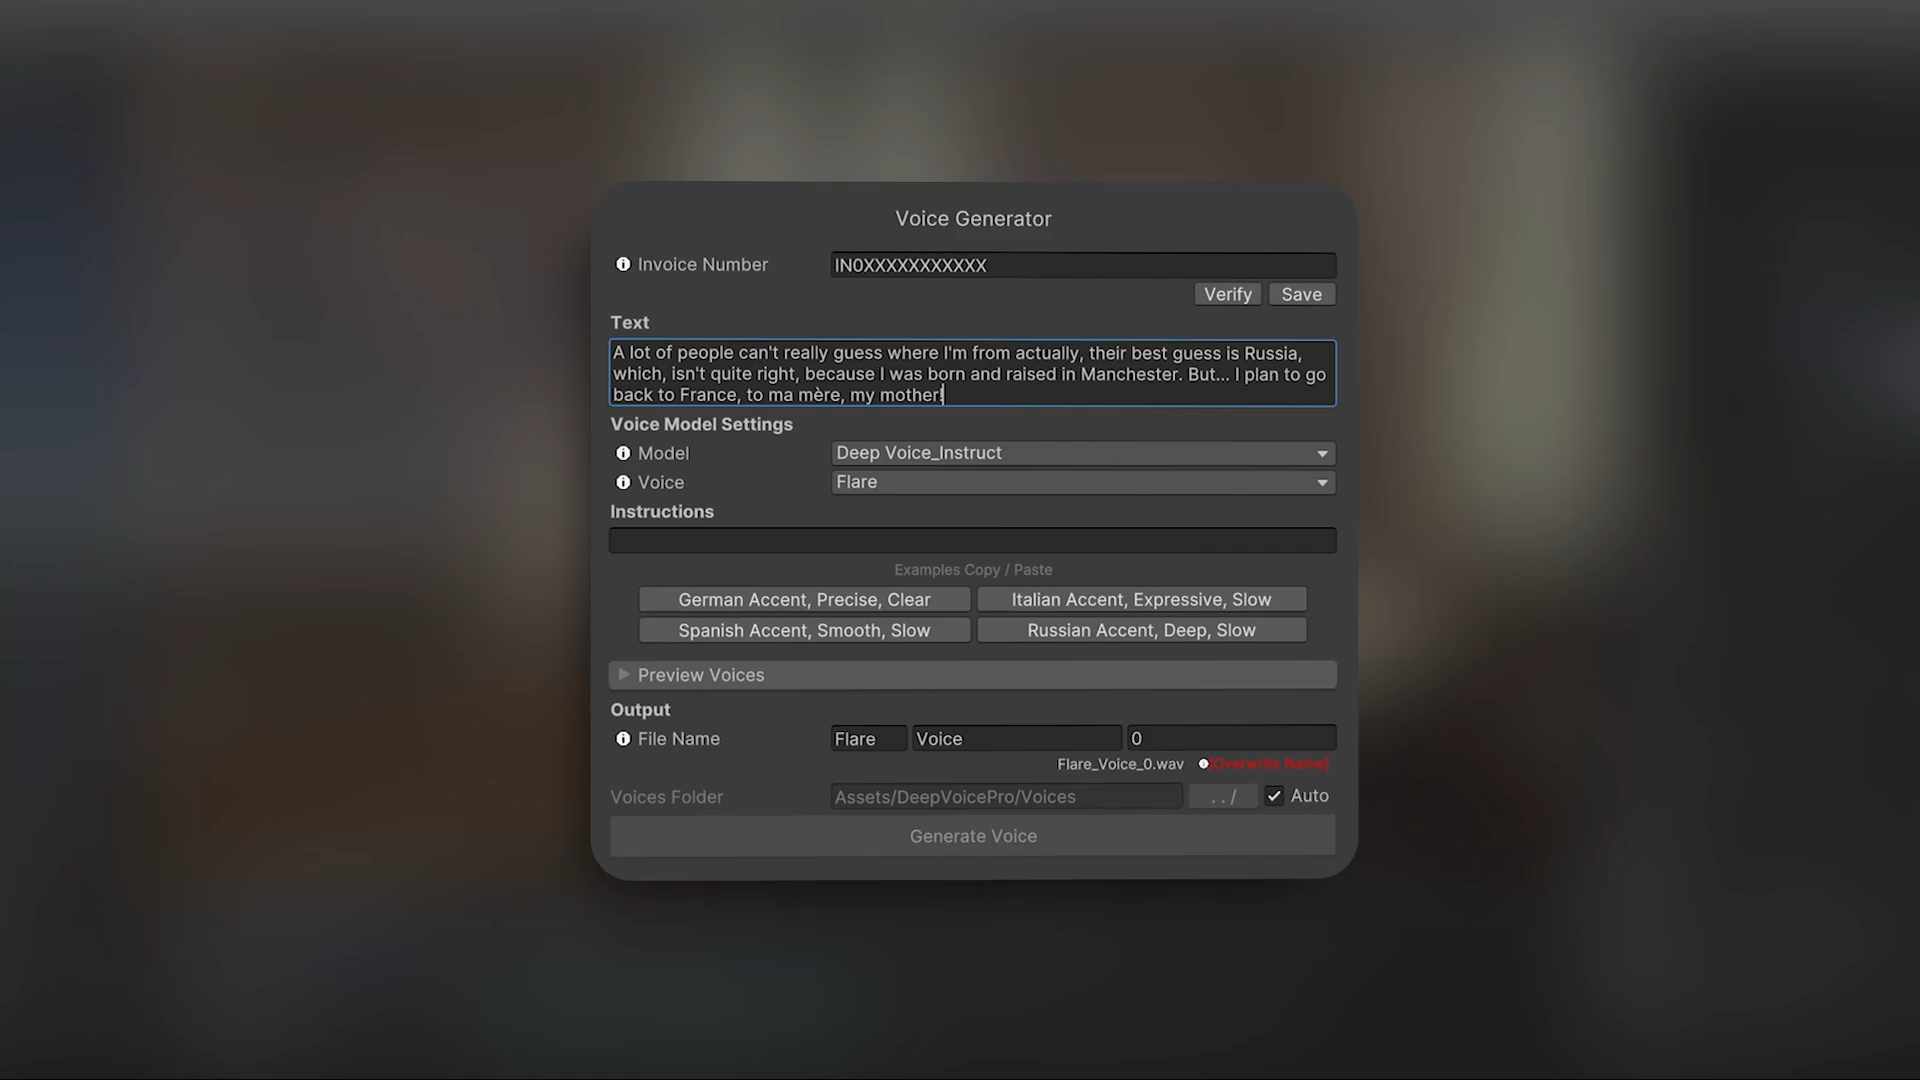 Voice Generator
Invoice Number
IN0XXXXXXXXXXX
Verify
Save
Text
A lot of people can't really guess where I'm from actually, their best guess is Russia,
which, isn't quite right, because I was born and raised in Manchester. But... I plan to go
back to France, to ma mère, my mother!
Voice Model Settings
Model
Deep Voice_Instruct
Voice
Flare
Instructions
Examples Copy / Paste
German Accent, Precise, Clear
Italian Accent, Expressive, Slow
Spanish Accent, Smooth, Slow
Russian Accent, Deep, Slow
Preview Voices
Output
File Name
Flare
Voice
0
Flare_Voice_0.wav
[Overwrite Name]
Voices Folder
Assets/DeepVoicePro/Voices
../
Auto
Generate Voice